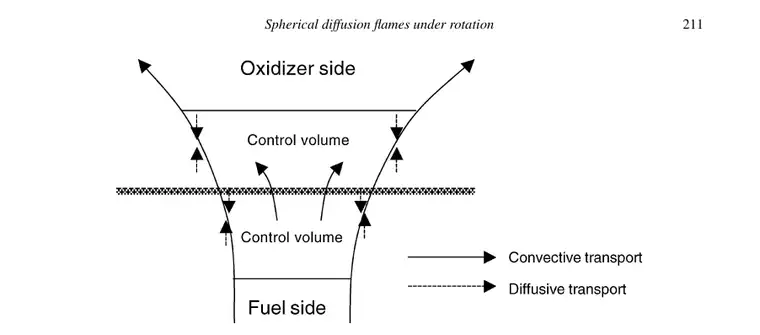 Spherical diffusion flames under rotation 211
Oxidizer side
Control volume
Control volume
Convective transport
Fuel side
Diffusive transport